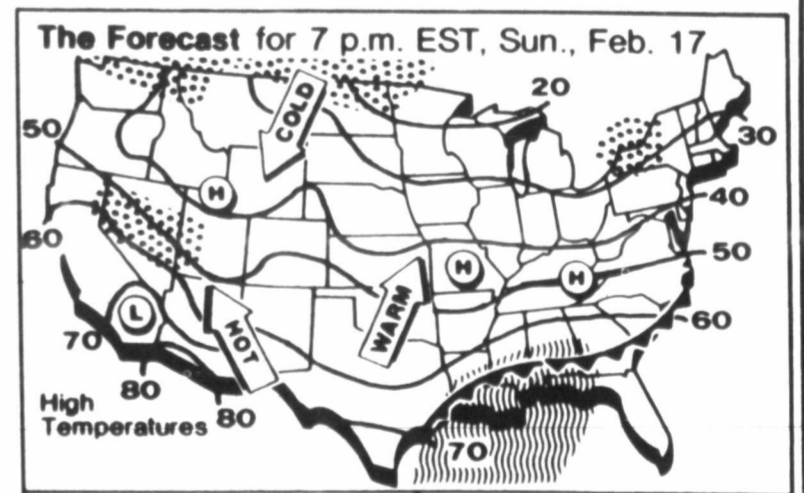 The Forecast for 7 p.m. EST, Sun., Feb. 17
20
COLD
50
30
H
40
H
H
50
60
L
HOT
WARM
60
70
80
80
High
Temperatures
70